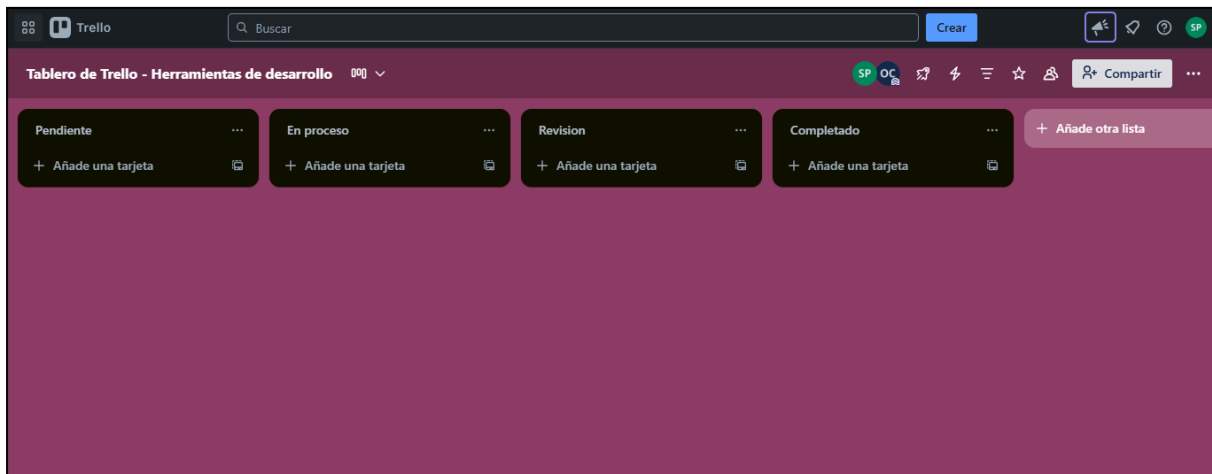 Trello
Buscar
Crear
SP
Tablero de Trello - Herramientas de desarrollo
SP
OC
Compartir
Pendiente
En proceso
Revision
Completado
+ Añade otra lista
+ Añade una tarjeta
+ Añade una tarjeta
+ Añade una tarjeta
+ Añade una tarjeta